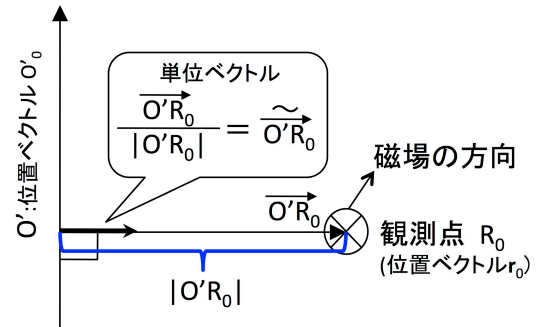 単位ベクトル
O'R₀
|O'R₀|
=
O'R₀
O':位置ベクトル O'₀
磁場の方向
O'R₀
観測点 R₀
(位置ベクトルr₀)
|O'R₀|